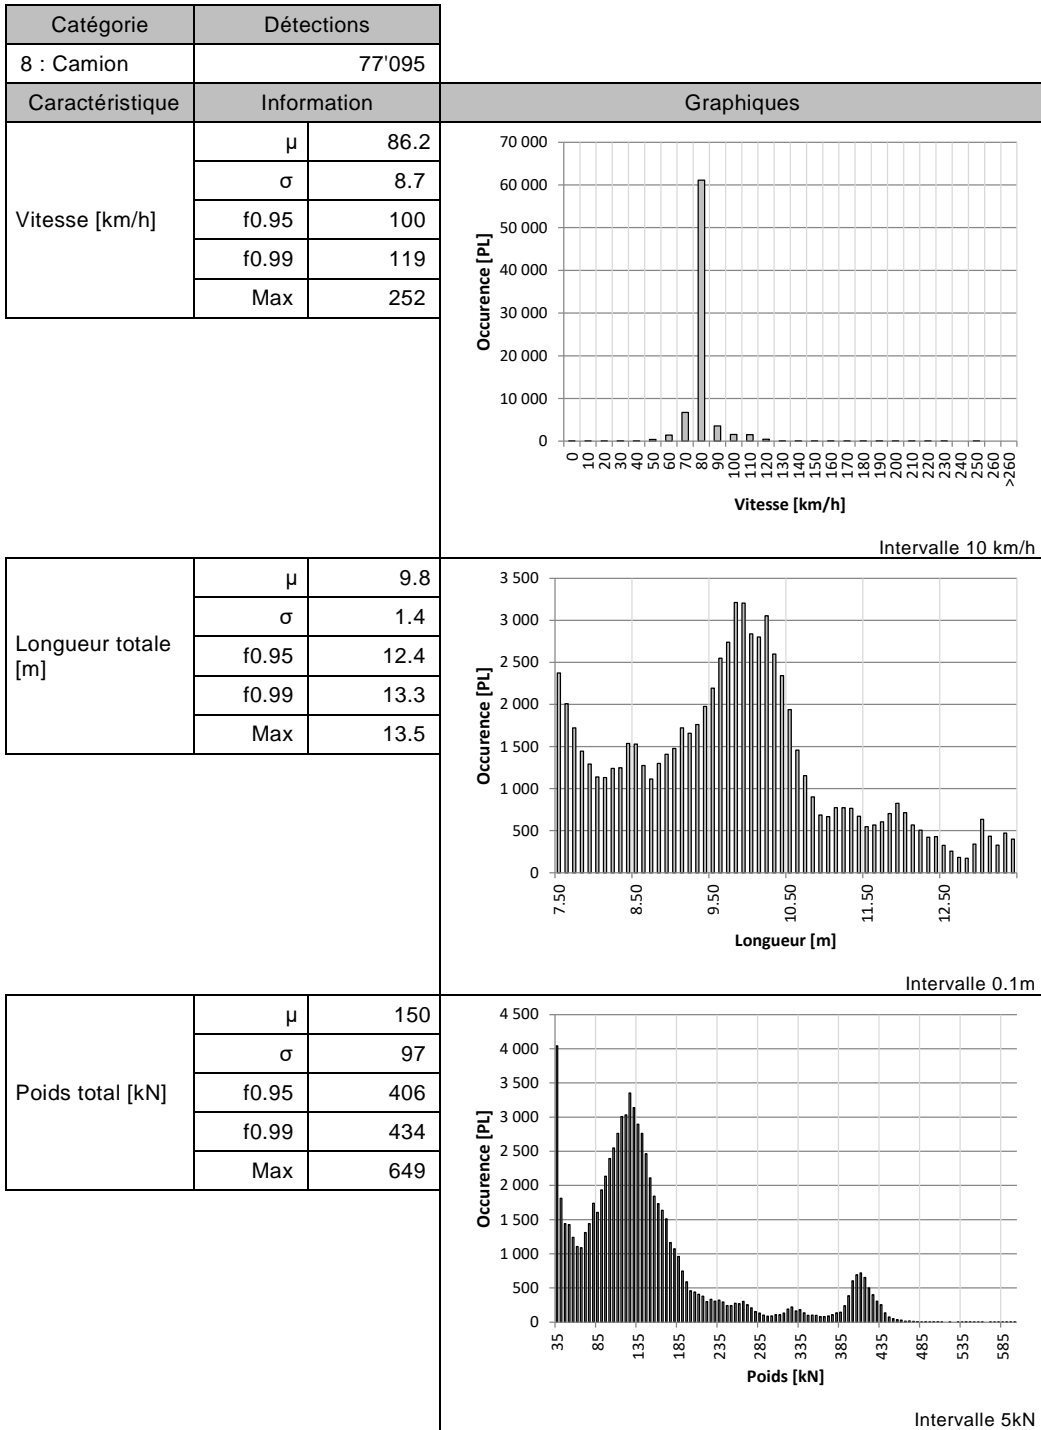 Catégorie Détections
8 : Camion 77'095
Caractéristique Information Graphiques
Vitesse [km/h]
μ 86.2
σ 8.7
f0.95 100
f0.99 119
Max 252
70 000
60 000
50 000
40 000
30 000
20 000
10 000
0
Occurence [PL]
0 10 20 30 40 50 60 70 80 90 100 110 120 130 140 150 160 170 180 190 200 210 220 230 240 250 260 >260
Vitesse [km/h]
Intervalle 10 km/h
Longueur totale
[m]
μ 9.8
σ 1.4
f0.95 12.4
f0.99 13.3
Max 13.5
3 500
3 000
2 500
2 000
1 500
1 000
500
0
Occurence [PL]
7.50 8.50 9.50 10.50 11.50 12.50
Longueur [m]
Intervalle 0.1m
Poids total [kN]
μ 150
σ 97
f0.95 406
f0.99 434
Max 649
4 500
4 000
3 500
3 000
2 500
2 000
1 500
1 000
500
0
Occurence [PL]
35 85 135 185 235 285 335 385 435 485 535 585
Poids [kN]
Intervalle 5kN